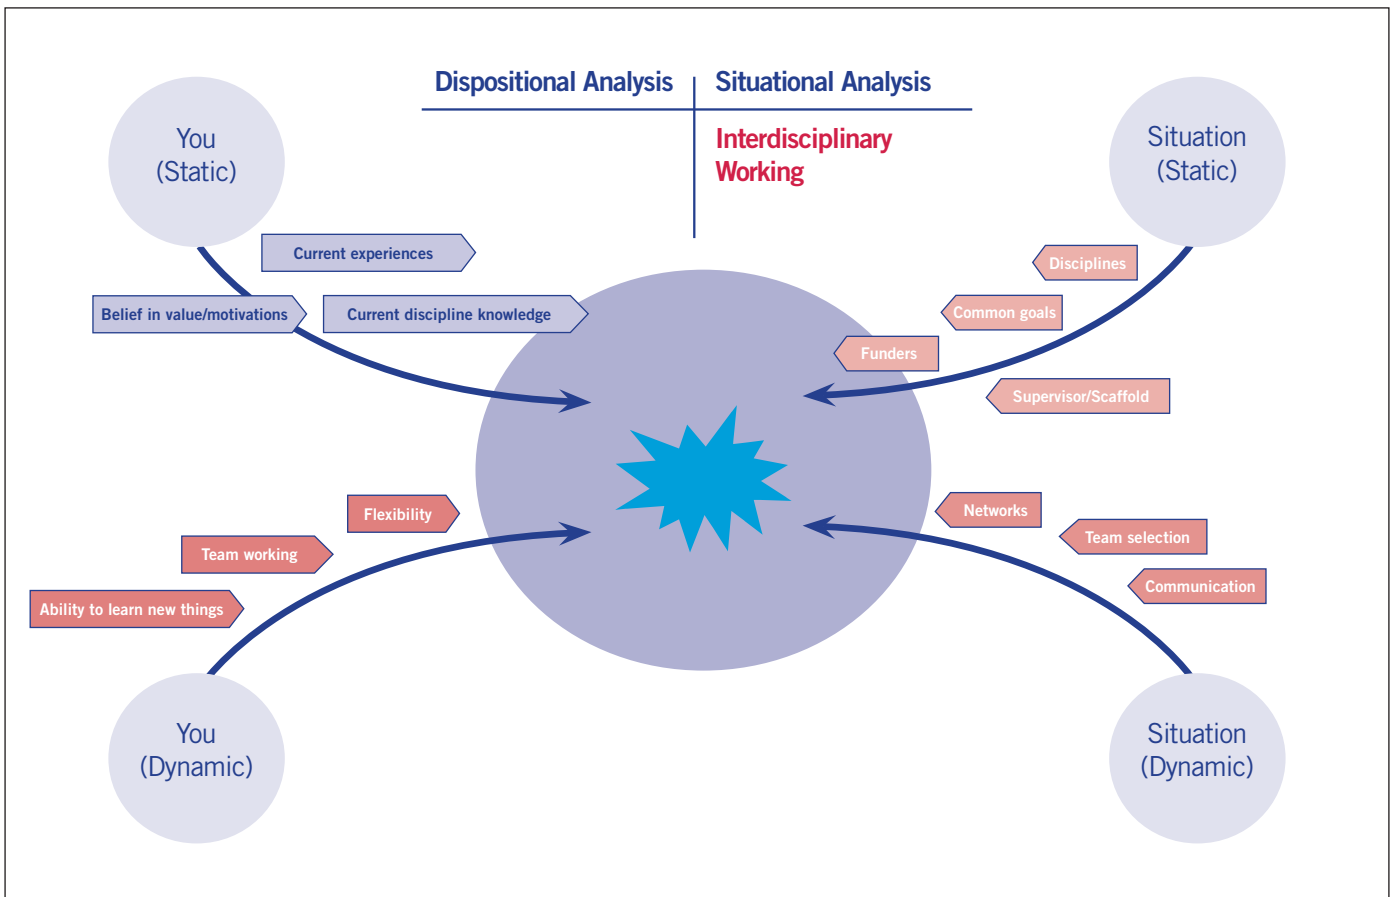 Dispositional Analysis
Situational Analysis
Interdisciplinary
Working
You
(Static)
Situation
(Static)
Current experiences
Belief in value/motivations
Current discipline knowledge
Disciplines
Common goals
Funders
Supervisor/Scaffold
Flexibility
Team working
Ability to learn new things
Networks
Team selection
Communication
You
(Dynamic)
Situation
(Dynamic)